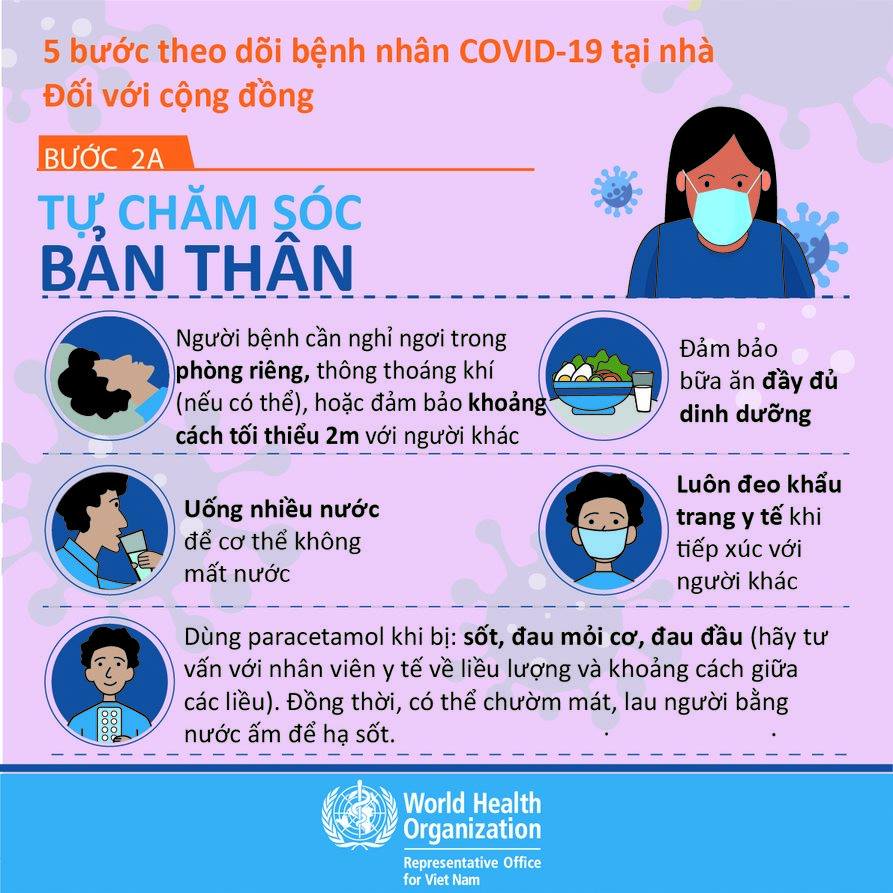 5 bước theo dõi bệnh nhân COVID-19 tại nhà
Đối với cộng đồng
BƯỚC 2A
TỰ CHĂM SÓC
BẢN THÂN
Người bệnh cần nghỉ ngơi trong
phòng riêng, thông thoáng khí
(nếu có thể), hoặc đảm bảo khoảng
cách tối thiểu 2m với người khác
Đảm bảo
bữa ăn đầy đủ
dinh dưỡng
Uống nhiều nước
để cơ thể không
mất nước
Luôn đeo khẩu
trang y tế khi
tiếp xúc với
người khác
Dùng paracetamol khi bị: sốt, đau mỏi cơ, đau đầu (hãy tư
vấn với nhân viên y tế về liều lượng và khoảng cách giữa
các liều). Đồng thời, có thể chườm mát, lau người bằng
nước ấm để hạ sốt.
World Health
Organization
Representative Office
for Viet Nam